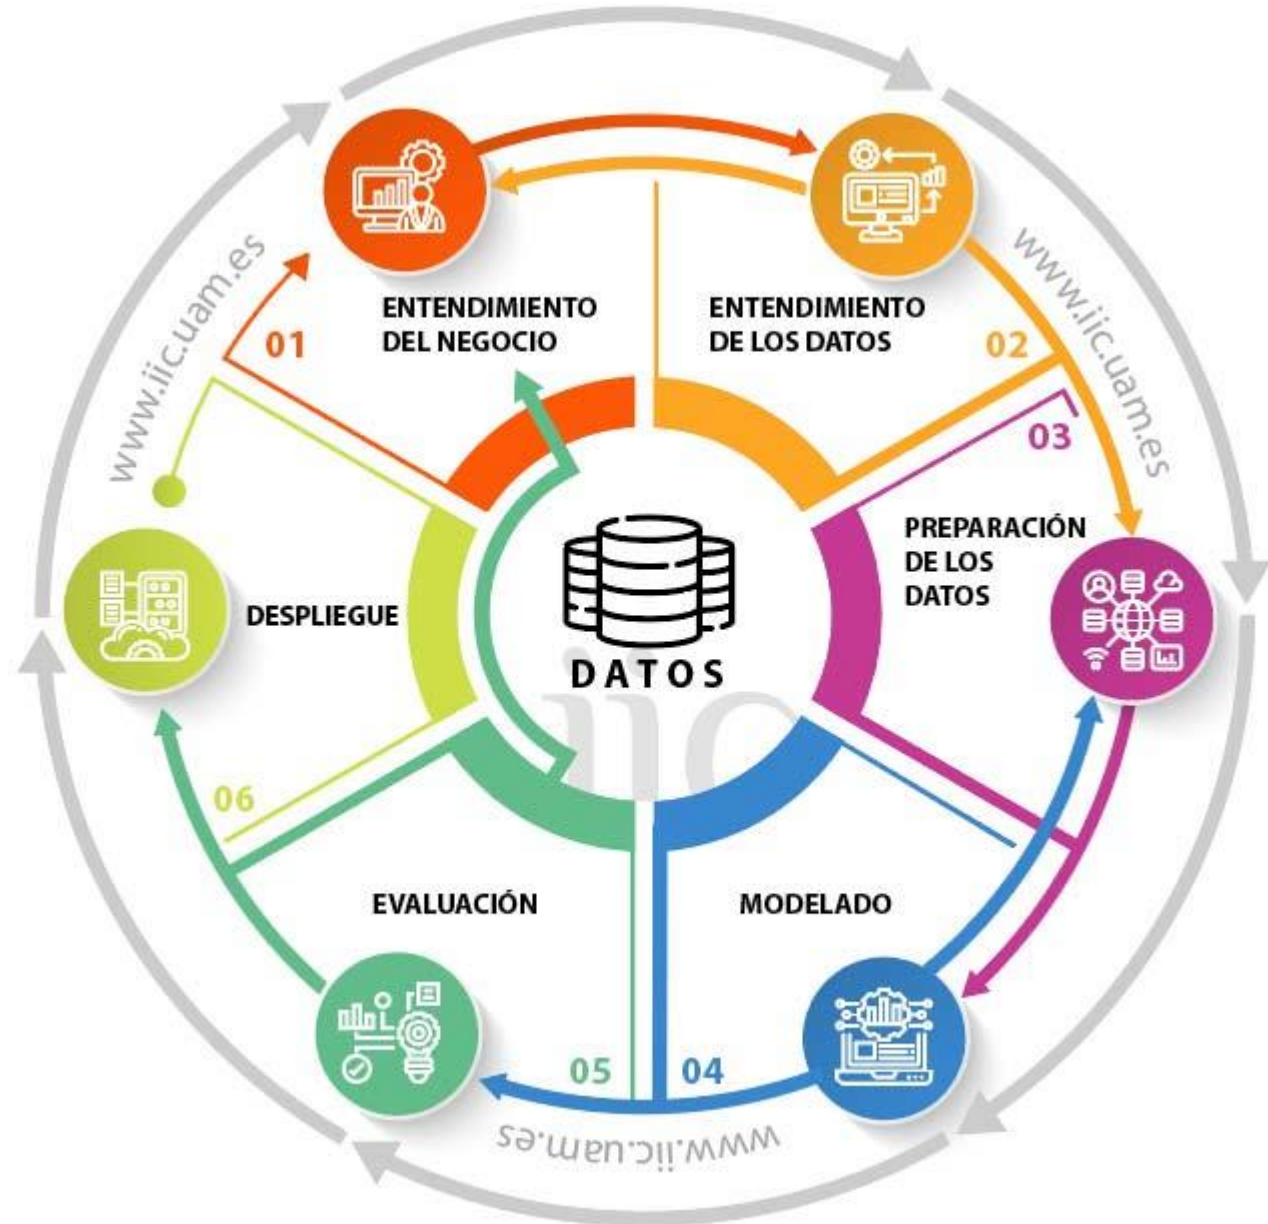 www.iic.uam.es
www.iic.uam.es
01
ENTENDIMIENTO
DEL NEGOCIO
ENTENDIMIENTO
DE LOS DATOS
02
03
PREPARACIÓN
DE LOS
DATOS
DESPLIEGUE
DATOS
iic
06
EVALUACIÓN
MODELADO
05
04
www.iic.uam.es